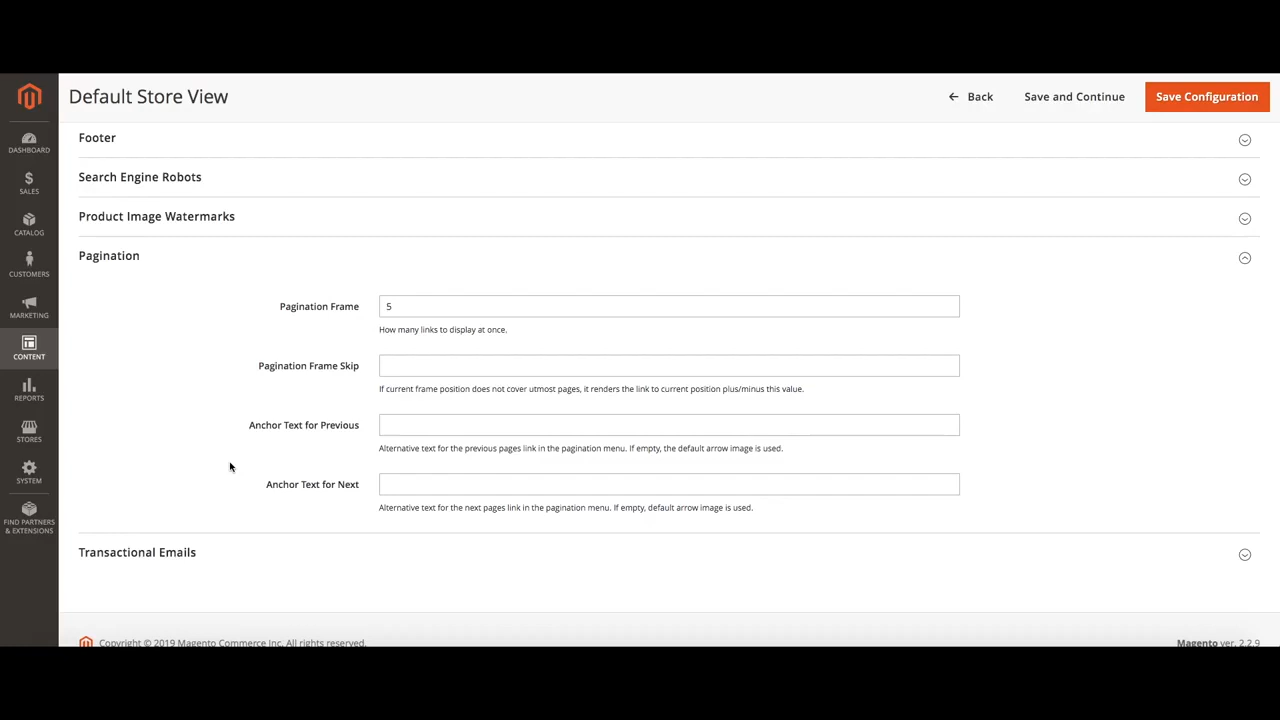 Default Store View
Back
Save and Continue
Save Configuration
DASHBOARD
SALES
CATALOG
CUSTOMERS
MARKETING
CONTENT
REPORTS
STORES
SYSTEM
FIND PARTNERS
& EXTENSIONS
Footer
Search Engine Robots
Product Image Watermarks
Pagination
Pagination Frame
5
How many links to display at once.
Pagination Frame Skip
If current frame position does not cover utmost pages, it renders the link to current position plus/minus this value.
Anchor Text for Previous
Alternative text for the previous pages link in the pagination menu. If empty, the default arrow image is used.
Anchor Text for Next
Alternative text for the next pages link in the pagination menu. If empty, default arrow image is used.
Transactional Emails
Copyright © 2019 Magento Commerce Inc. All rights reserved.
Magento ver. 2.2.9